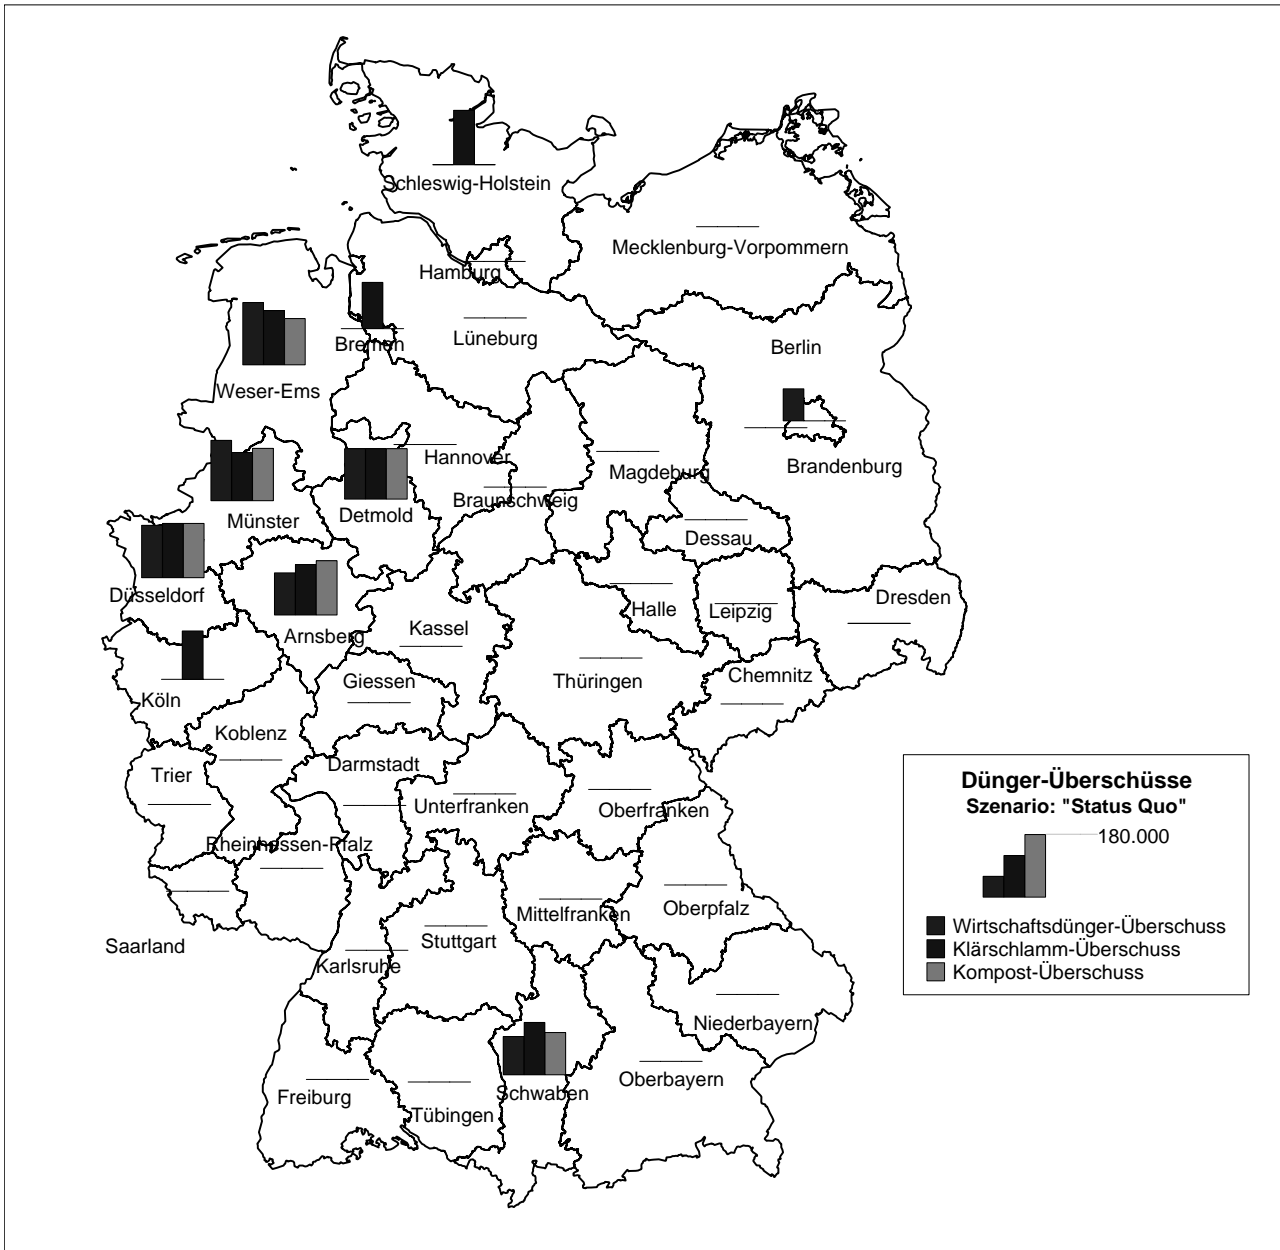 Schleswig-Holstein
Mecklenburg-Vorpommern
Hamburg
Lüneburg
Bremen
Berlin
Weser-Ems
Hannover
Magdeburg
Brandenburg
Braunschweig
Münster
Detmold
Dessau
Düsseldorf
Arnsberg
Kassel
Halle
Leipzig
Dresden
Köln
Giessen
Thüringen
Chemnitz
Koblenz
Trier
Darmstadt
Unterfranken
Oberfranken
Rheinhessen-Pfalz
Saarland
Karlsruhe
Stuttgart
Mittelfranken
Oberpfalz
Niederbayern
Freiburg
Tübingen
Schwaben
Oberbayern
Dünger-Überschüsse
Szenario: "Status Quo"
180.000
Wirtschaftsdünger-Überschuss
Klärschlamm-Überschuss
Kompost-Überschuss